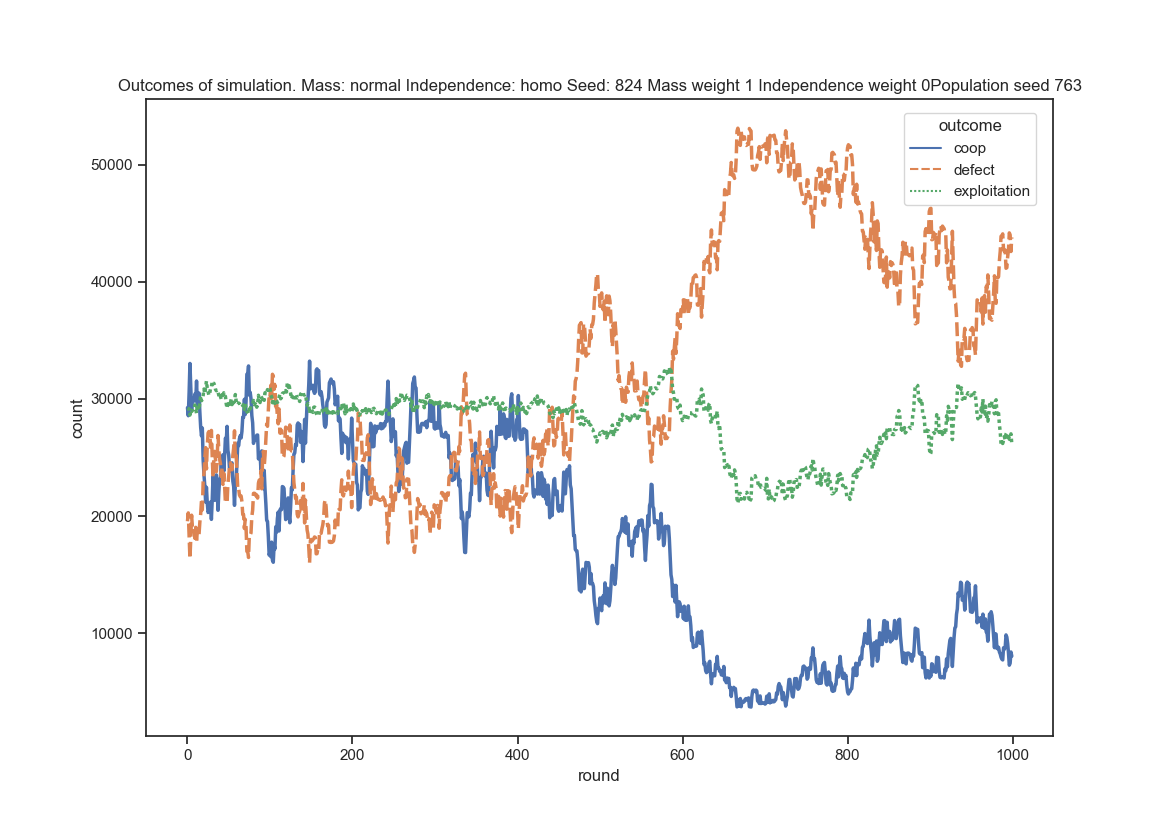 Outcomes of simulation. Mass: normal Independence: homo Seed: 824 Mass weight 1 Independence weight 0Population seed 763
outcome
coop
defect
exploitation
50000
40000
30000
20000
10000
count
0 200 400 600 800 1000
round